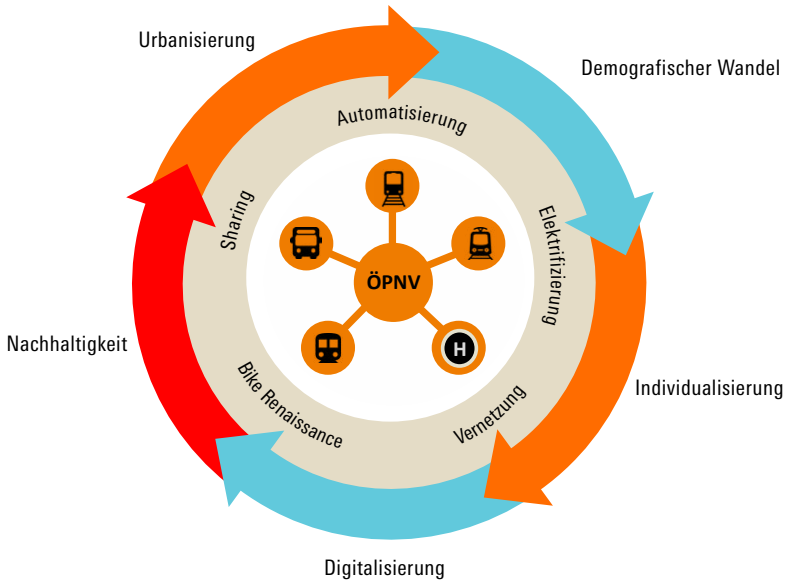 Urbanisierung
Demografischer Wandel
Automatisierung
Sharing
Elektrifizierung
ÖPNV
H
Nachhaltigkeit
Bike Renaissance
Vernetzung
Individualisierung
Digitalisierung